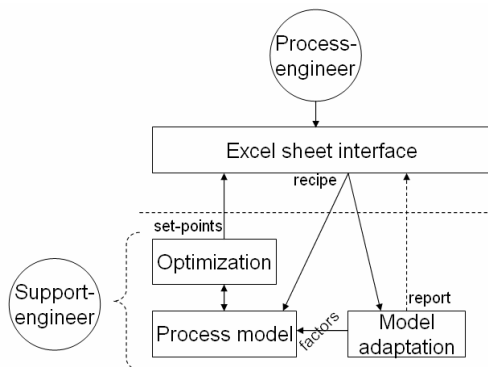 Process-
engineer
Excel sheet interface
recipe
set-points
Optimization
Support-
engineer
report
Process model
factors
Model
adaptation